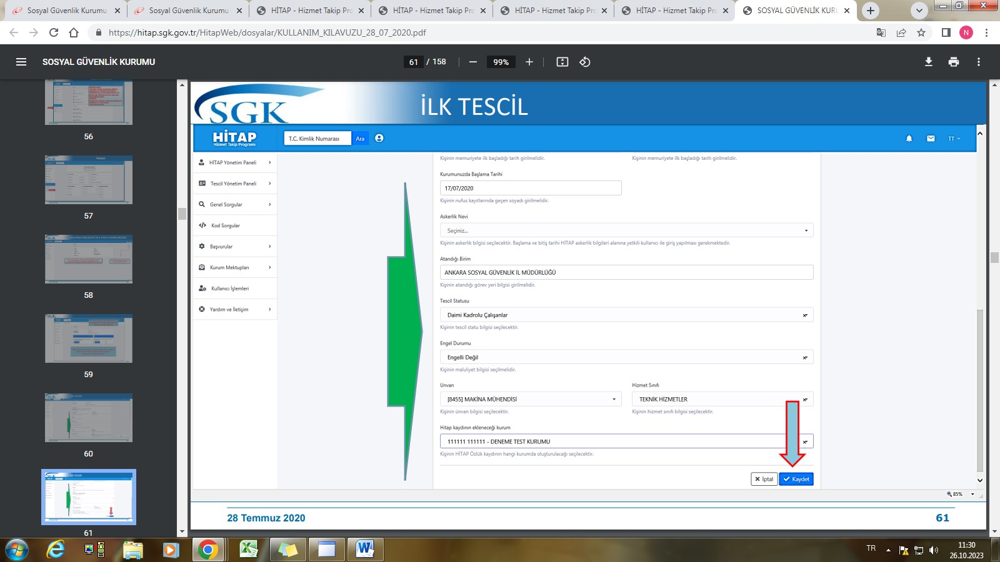 Sosyal Güvenlik Kurumu
Sosyal Güvenlik Kurumu
HİTAP - Hizmet Takip Pro
HİTAP - Hizmet Takip Pro
HİTAP - Hizmet Takip Pro
HİTAP - Hizmet Takip Pro
SOSYAL GÜVENLİK KURU
https://hitap.sgk.gov.tr/HitapWeb/dosyalar/KULLANIM_KILAVUZU_28_07_2020.pdf
N
SOSYAL GÜVENLİK KURUMU
61 / 158
99%
56
57
58
59
60
61
SGK
İLK TESCİL
HİTAP
Hizmet Takip Programı
T.C. Kimlik Numarası
Ara
TT
HİTAP Yönetim Paneli
Tescil Yönetim Paneli
Genel Sorgular
Kod Sorgular
Başvurular
Kurum Mektupları
Kullanıcı İşlemleri
Yardım ve İletişim
Kişinin memuriyete ilk başladığı tarih girilmelidir.
Kişinin memuriyete ilk başladığı tarih girilmelidir.
Kurumunuzda Başlama Tarihi
17/07/2020
Kişinin nufus kayıtlarında geçen soyadı girilmelidir.
Askerlik Nevi
Seçiniz...
Kişinin askerlik bilgisi seçilecektir. Başlama ve bitiş tarihi HİTAP askerlik bilgileri alanına yetkili kullanıcı ile giriş yapılması gerekmektedir.
Atandığı Birim
ANKARA SOSYAL GÜVENLİK İL MÜDÜRLÜĞÜ
Kişinin atandığı görev yeri bilgisi girilmelidir.
Tescil Statusu
Daimi Kadrolu Çalışanlar
Kişinin tescil statu bilgisi seçilecektir.
Engel Durumu
Engelli Değil
Kişinin maluliyet bilgisi seçilmelidir.
Unvan
Hizmet Sınıfı
[8455] MAKİNA MÜHENDİSİ
TEKNİK HİZMETLER
Kişinin ünvan bilgisi seçilecektir.
Kişinin hizmet sınıfı bilgisi seçilecektir.
Hitap kaydının ekleneceği kurum
111111 111111 - DENEME TEST KURUMU
Kişinin HİTAP Özlük kaydının hangi kurumda oluşturulacağı seçilecektir.
İptal
Kaydet
85%
28 Temmuz 2020
61
TR
11:30
26.10.2023